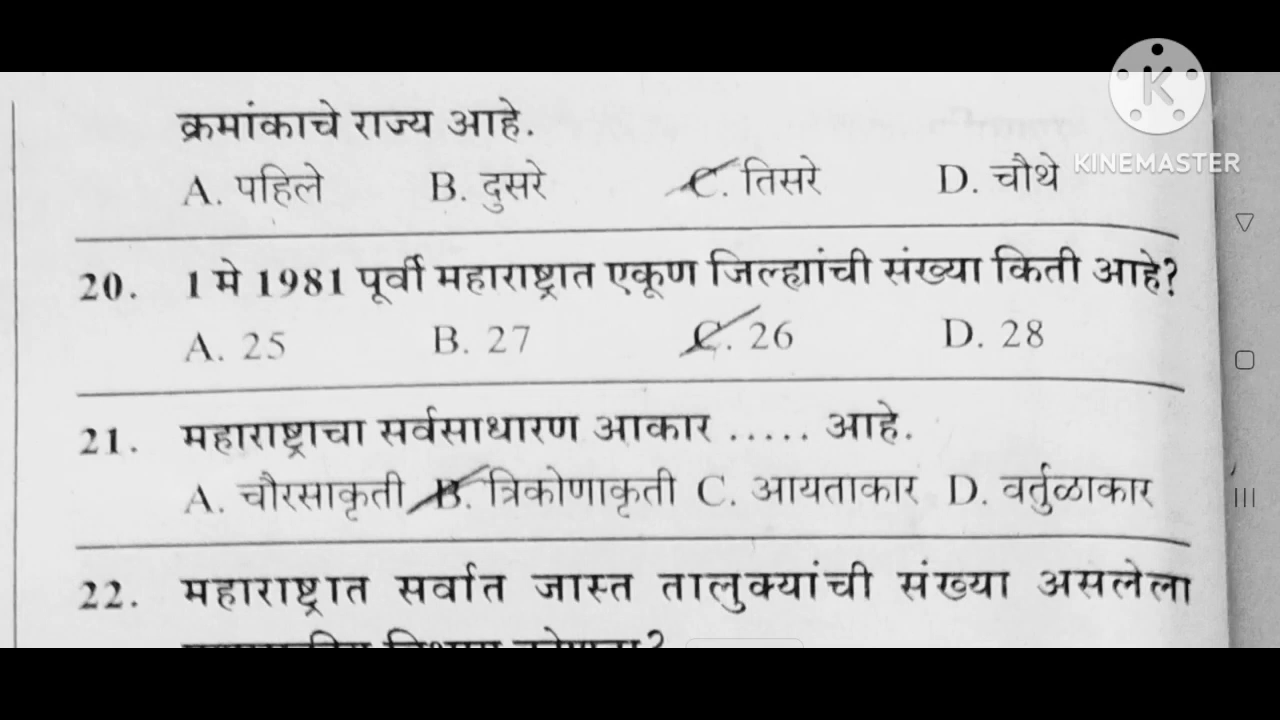 क्रमांकाचे राज्य आहे.
A. पहिले B. दुसरे C. तिसरे D. चौथे
KINEMASTER
20. 1 मे 1981 पूर्वी महाराष्ट्रात एकूण जिल्ह्यांची संख्या किती आहे?
A. 25 B. 27 C. 26 D. 28
21. महाराष्ट्राचा सर्वसाधारण आकार ..... आहे.
A. चौरसाकृती B. त्रिकोणाकृती C. आयताकार D. वर्तुळाकार
22. महाराष्ट्रात सर्वात जास्त तालुक्यांची संख्या असलेला